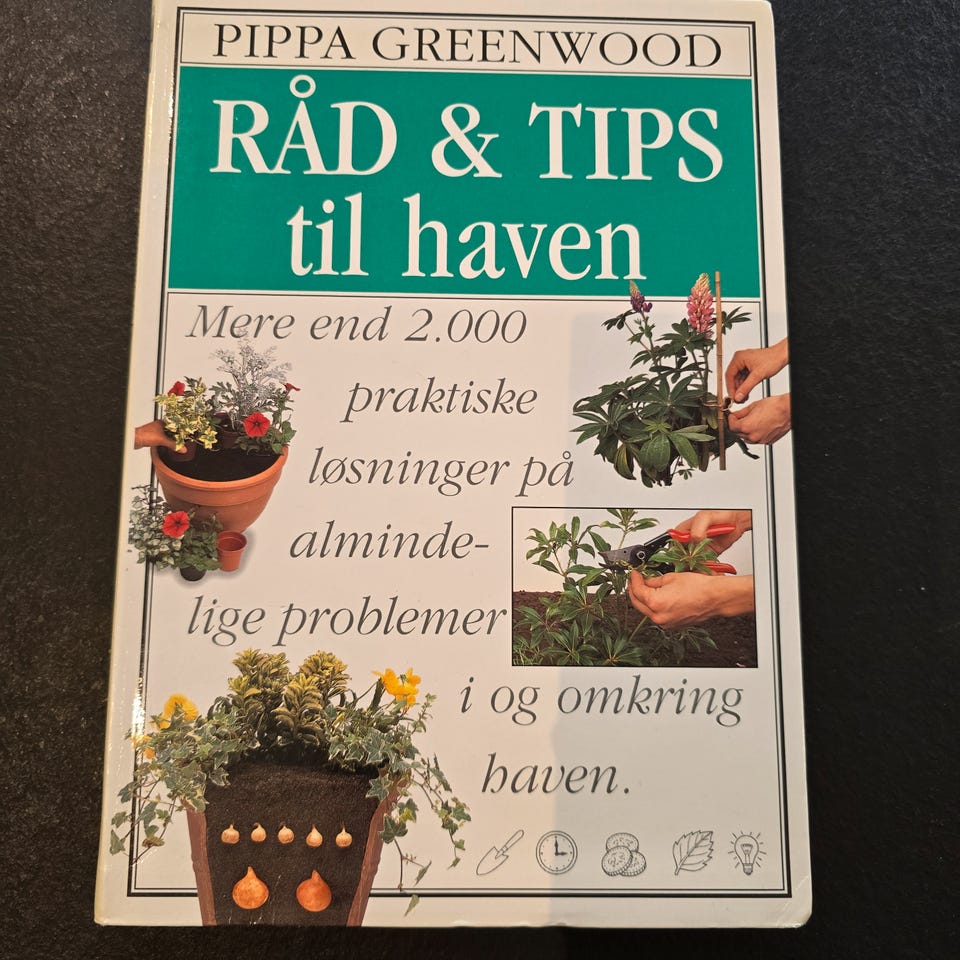 PIPPA GREENWOOD
RÅD & TIPS
til haven
Mere end 2.000
praktiske
løsninger på
alminde-
lige problemer
i og omkring
haven.